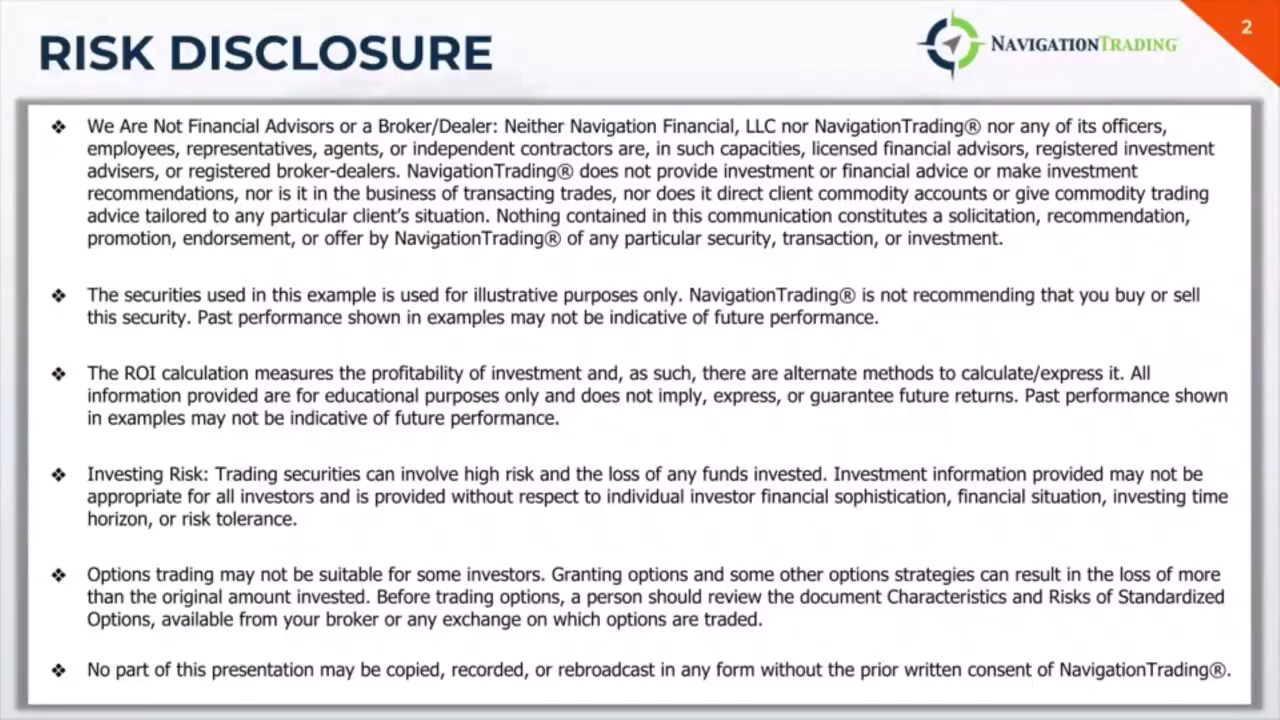 RISK DISCLOSURE
NAVIGATIONTRADING
2
❖ We Are Not Financial Advisors or a Broker/Dealer: Neither Navigation Financial, LLC nor NavigationTrading® nor any of its officers,
employees, representatives, agents, or independent contractors are, in such capacities, licensed financial advisors, registered investment
advisers, or registered broker-dealers. NavigationTrading® does not provide investment or financial advice or make investment
recommendations, nor is it in the business of transacting trades, nor does it direct client commodity accounts or give commodity trading
advice tailored to any particular client's situation. Nothing contained in this communication constitutes a solicitation, recommendation,
promotion, endorsement, or offer by NavigationTrading® of any particular security, transaction, or investment.
❖ The securities used in this example is used for illustrative purposes only. NavigationTrading® is not recommending that you buy or sell
this security. Past performance shown in examples may not be indicative of future performance.
❖ The ROI calculation measures the profitability of investment and, as such, there are alternate methods to calculate/express it. All
information provided are for educational purposes only and does not imply, express, or guarantee future returns. Past performance shown
in examples may not be indicative of future performance.
❖ Investing Risk: Trading securities can involve high risk and the loss of any funds invested. Investment information provided may not be
appropriate for all investors and is provided without respect to individual investor financial sophistication, financial situation, investing time
horizon, or risk tolerance.
❖ Options trading may not be suitable for some investors. Granting options and some other options strategies can result in the loss of more
than the original amount invested. Before trading options, a person should review the document Characteristics and Risks of Standardized
Options, available from your broker or any exchange on which options are traded.
❖ No part of this presentation may be copied, recorded, or rebroadcast in any form without the prior written consent of NavigationTrading®.